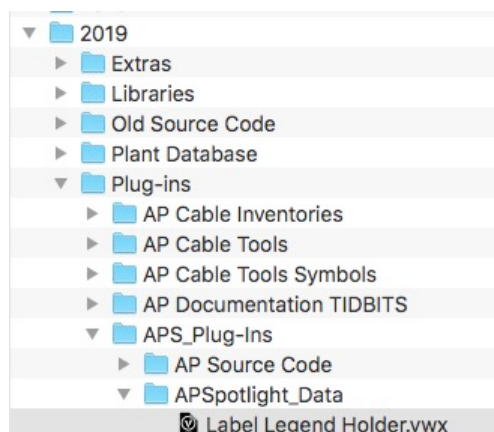 2019
Extras
Libraries
Old Source Code
Plant Database
Plug-ins
AP Cable Inventories
AP Cable Tools
AP Cable Tools Symbols
AP Documentation TIDBITS
APS_Plug-Ins
AP Source Code
APSpotlight_Data
Label Legend Holder.vwx